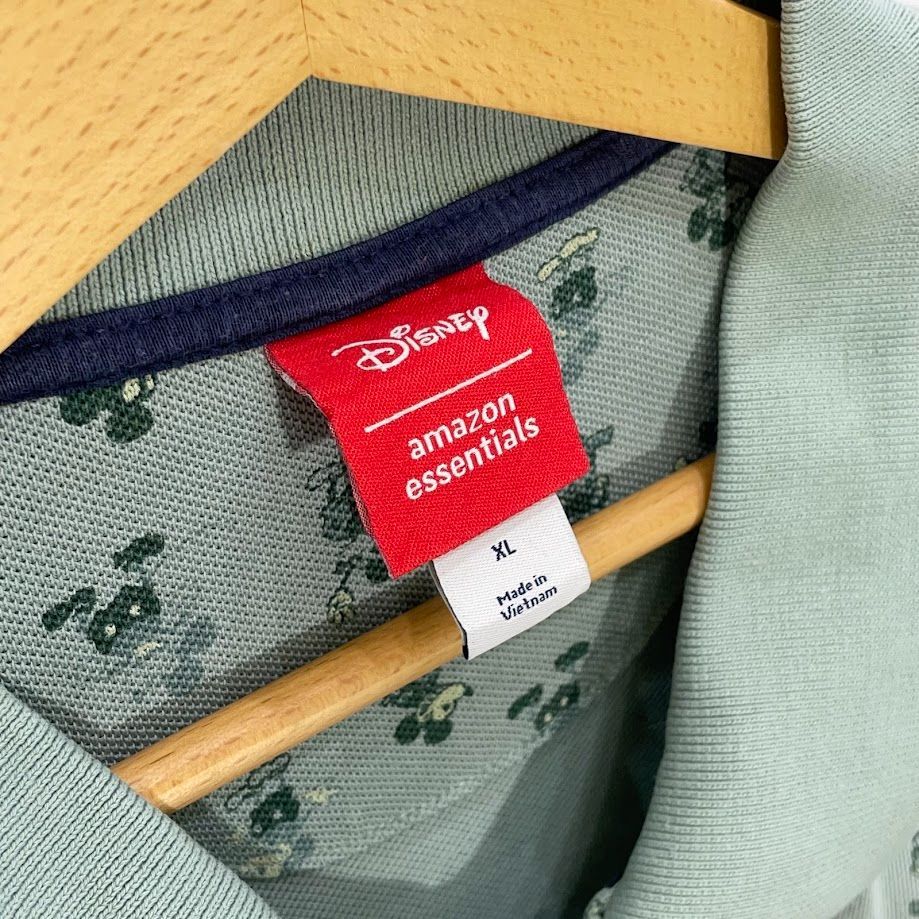 Disney
amazon
essentials
XL
Made in
Vietnam